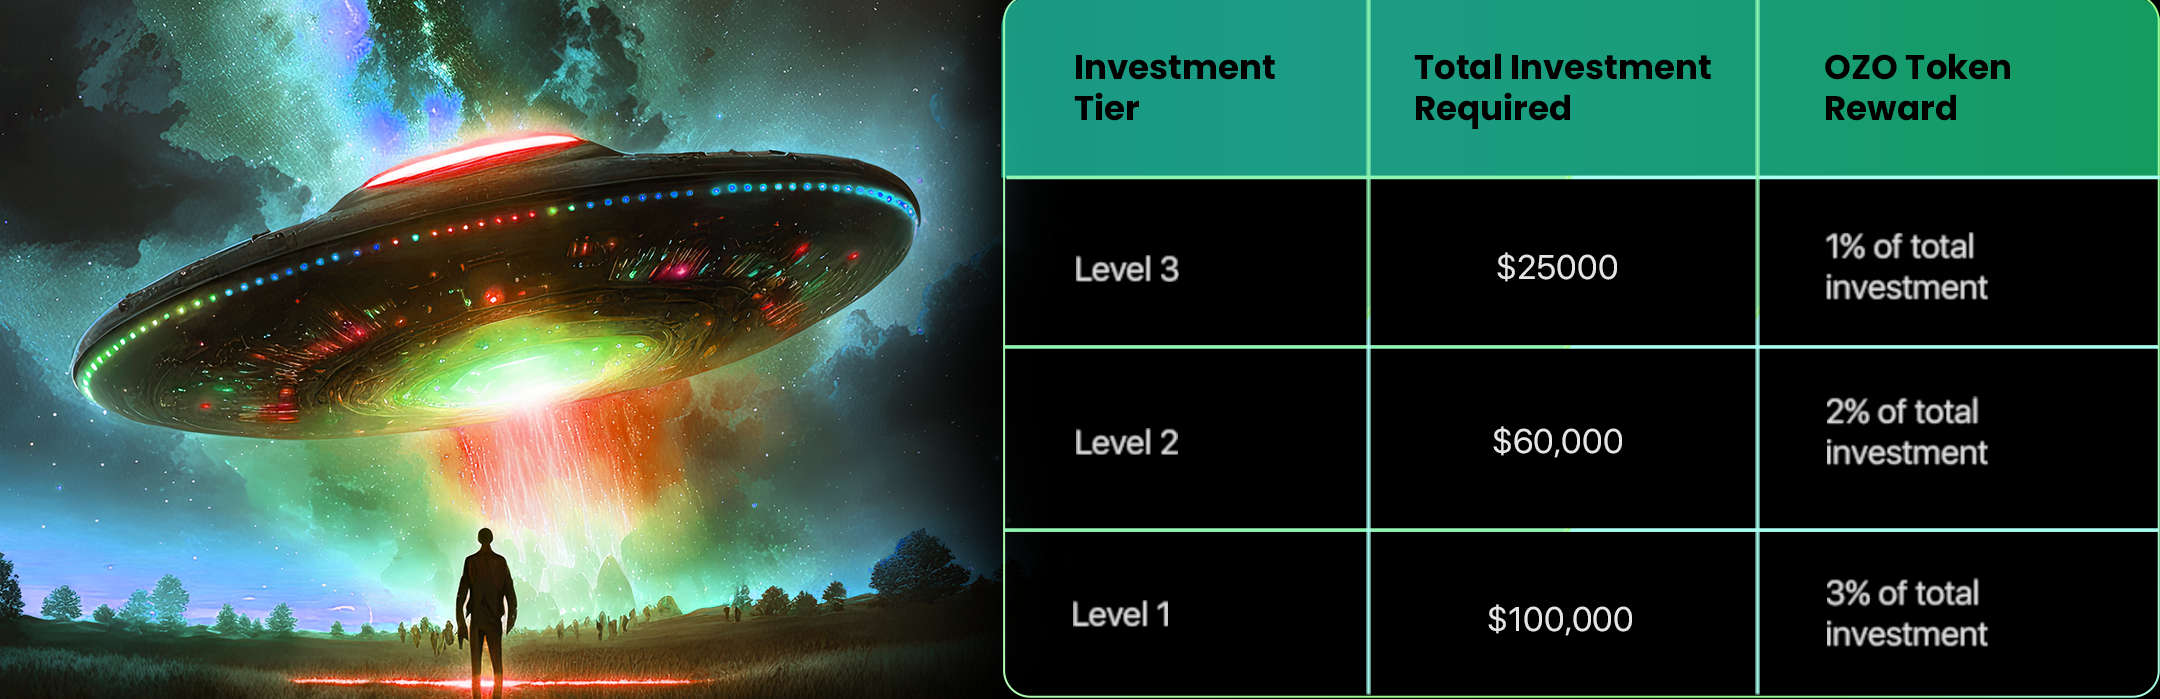 Investment
Tier
Total Investment
Required
OZO Token
Reward
Level 3
$25000
1% of total
investment
Level 2
$60,000
2% of total
investment
Level 1
$100,000
3% of total
investment